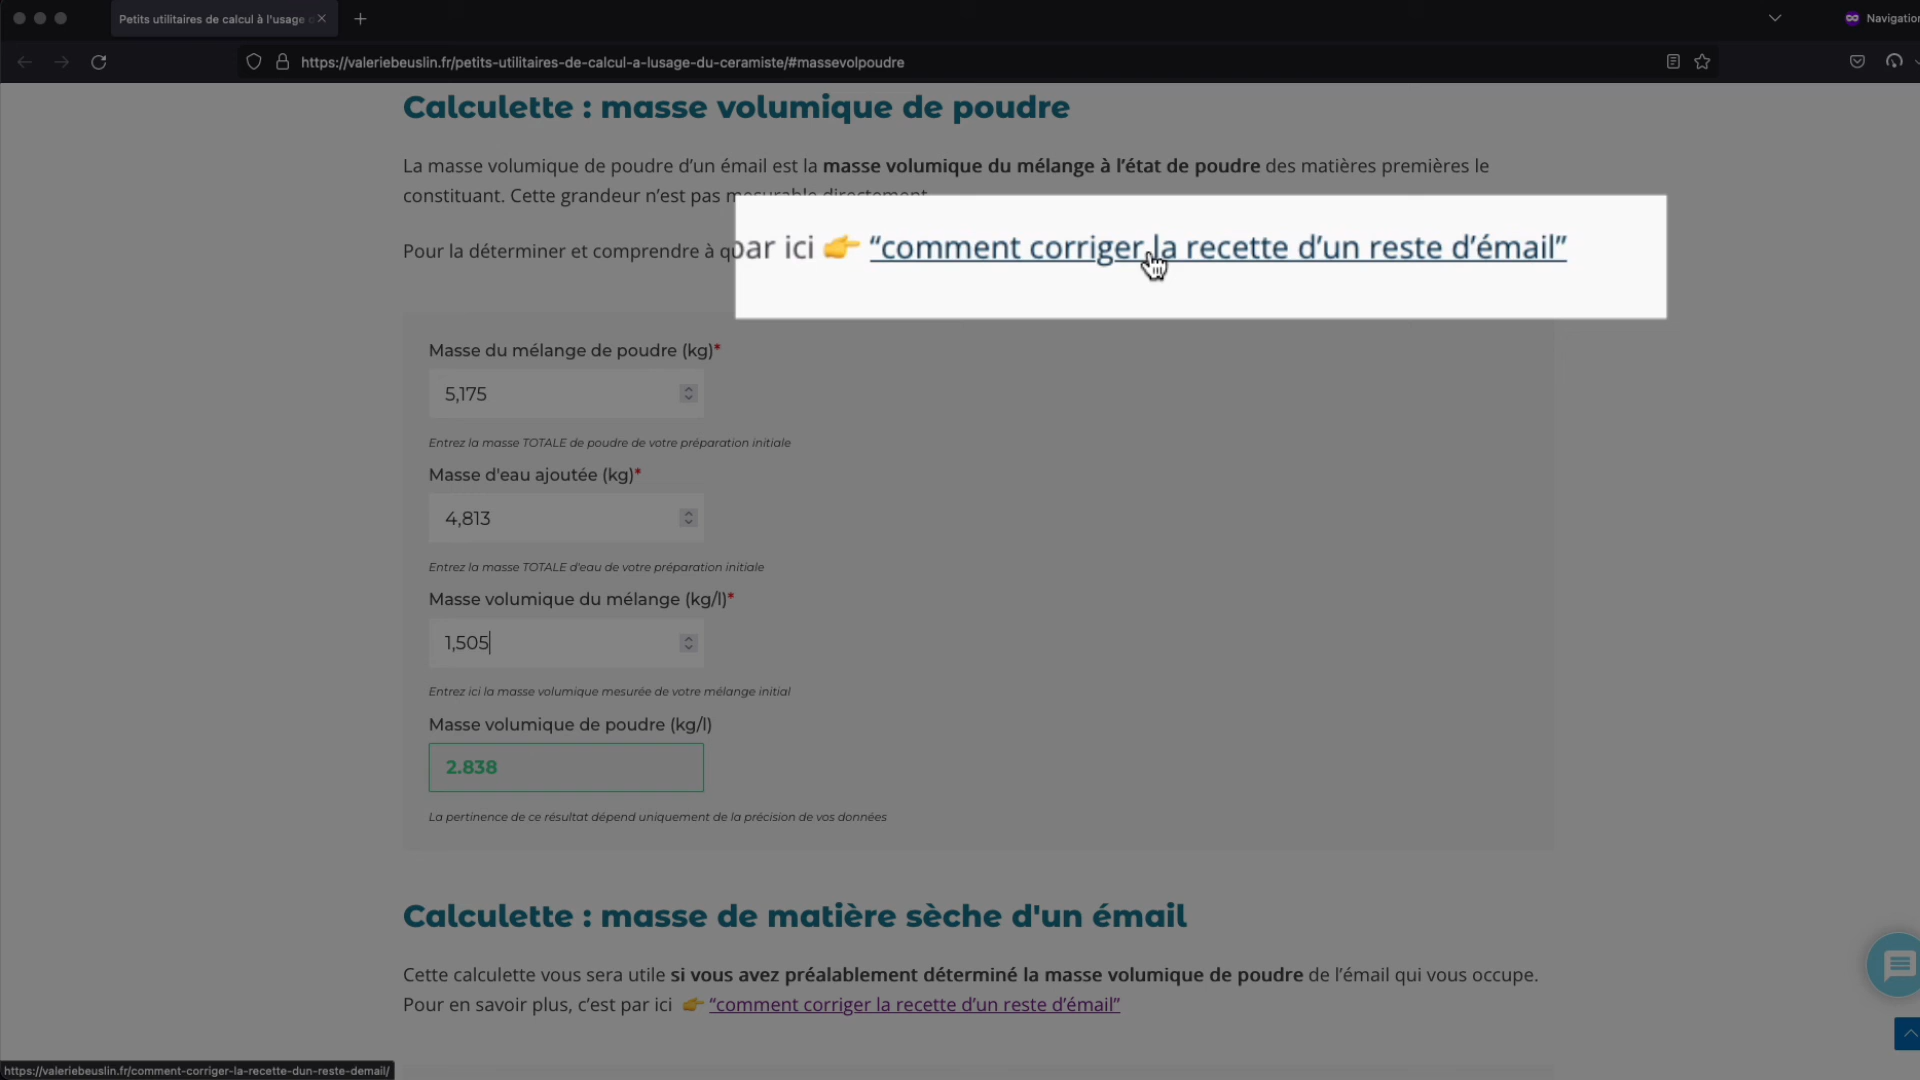 Petits utilitaires de calcul à l'usage
Navigation
https://valeriebeuslin.fr/petits-utilitaires-de-calcul-a-lusage-du-ceramiste/#massevolpoudre
Calculette : masse volumique de poudre
La masse volumique de poudre d’un émail est la masse volumique du mélange à l’état de poudre des matières premières le
constituant. Cette grandeur n’est pas mesurable directement.
Pour la déterminer et comprendre à q
par ici 👉 “comment corriger la recette d’un reste d’émail”
Masse du mélange de poudre (kg)*
5,175
Entrez la masse TOTALE de poudre de votre préparation initiale
Masse d'eau ajoutée (kg)*
4,813
Entrez la masse TOTALE d'eau de votre préparation initiale
Masse volumique du mélange (kg/l)*
1,505
Entrez ici la masse volumique mesurée de votre mélange initial
Masse volumique de poudre (kg/l)
2.838
La pertinence de ce résultat dépend uniquement de la précision de vos données
Calculette : masse de matière sèche d'un émail
Cette calculette vous sera utile si vous avez préalablement déterminé la masse volumique de poudre de l’émail qui vous occupe.
Pour en savoir plus, c’est par ici 👉 “comment corriger la recette d’un reste d’émail”
https://valeriebeuslin.fr/comment-corriger-la-recette-dun-reste-demail/